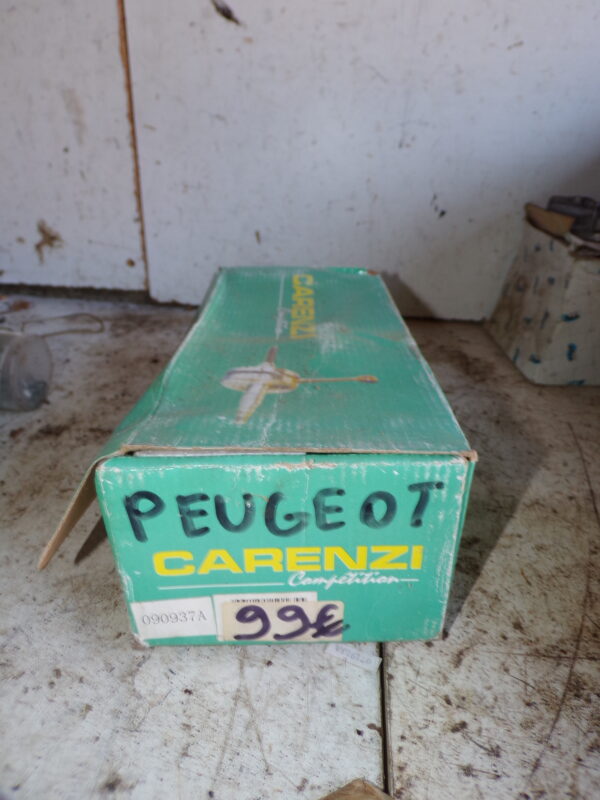 CARENZI
PEUGEOT
CARENZI
Competition
090937A
99€